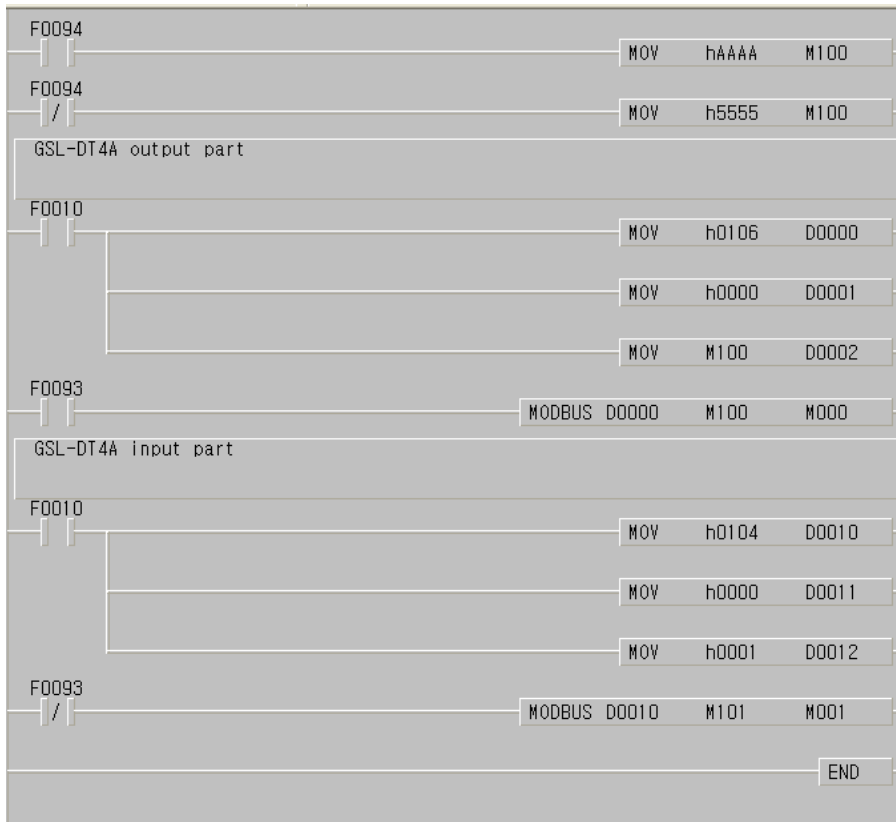 F0094
MOV hAAAA M100
F0094
/
MOV h5555 M100
GSL-DT4A output part
F0010
MOV h0106 D0000
MOV h0000 D0001
MOV M100 D0002
F0093
MODBUS D0000 M100 M000
GSL-DT4A input part
F0010
MOV h0104 D0010
MOV h0000 D0011
MOV h0001 D0012
F0093
/
MODBUS D0010 M101 M001
END